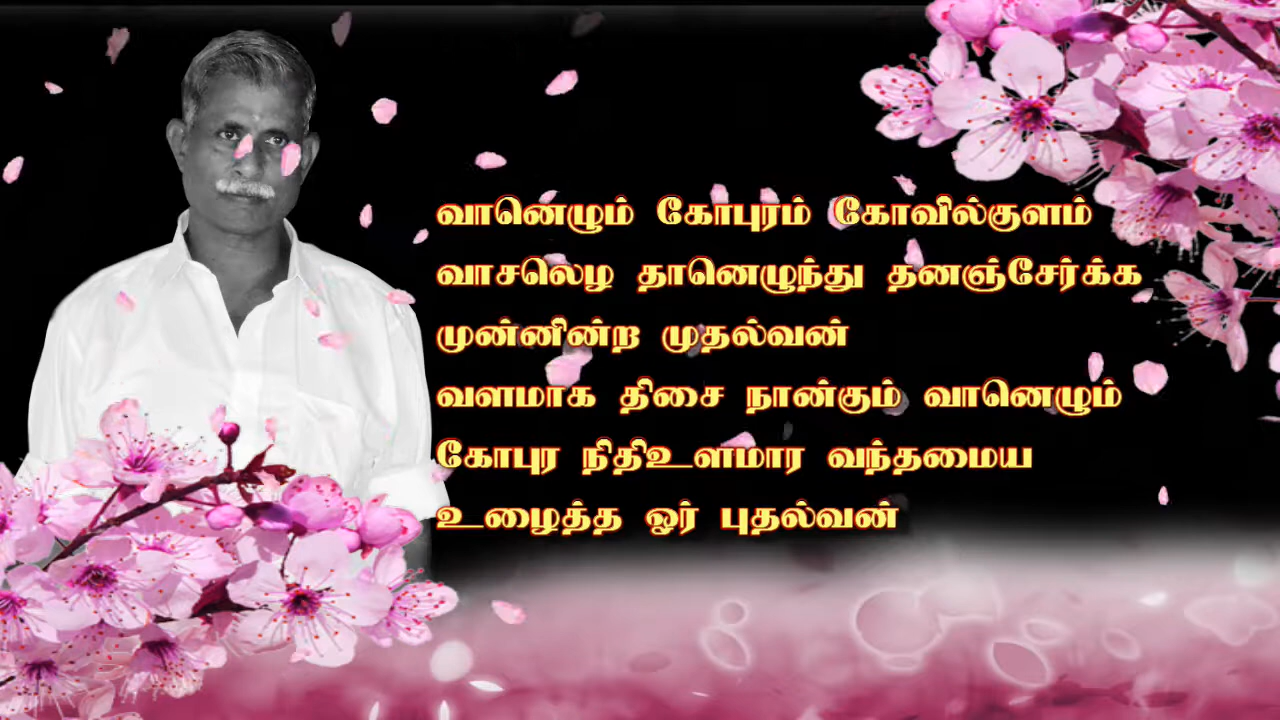 வானெழும் கோபுரம் கோவில்குளம்
வாசலெழ தானெழுந்து தனஞ்சேர்க்க
முன்னின்ற முதல்வன்
வளமாக திசை நான்கும் வானெழும்
கோபுர நிதிஉளமார வந்தமைய
உழைத்த ஓர் புதல்வன்